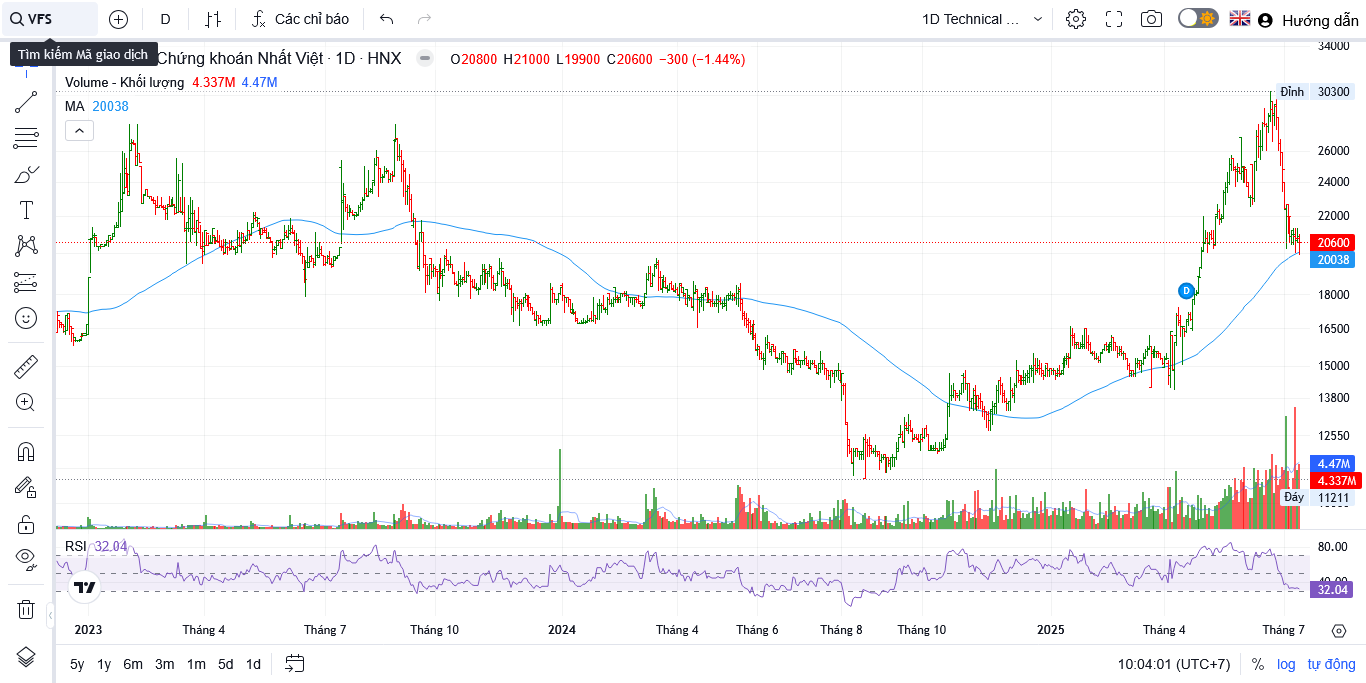 VFS
D
Các chỉ báo
1D Technical ...
Hướng dẫn
Tìm kiếm Mã giao dịch
Chứng khoán Nhất Việt · 1D · HNX
O20800 H21000 L19900 C20600 −300 (−1.44%)
Volume - Khối lượng 4.337M 4.47M
MA 20038
34000
Đỉnh 30300
26000
24000
22000
20600
20038
D
18000
16500
15000
13800
12550
4.47M
4.337M
Đáy 11211
RSI 32.04
80.00
40.00
32.04
2023 Tháng 4 Tháng 7 Tháng 10 2024 Tháng 4 Tháng 6 Tháng 8 Tháng 10 2025 Tháng 4 Tháng 7
5y 1y 6m 3m 1m 5d 1d
10:04:01 (UTC+7) % log tự động